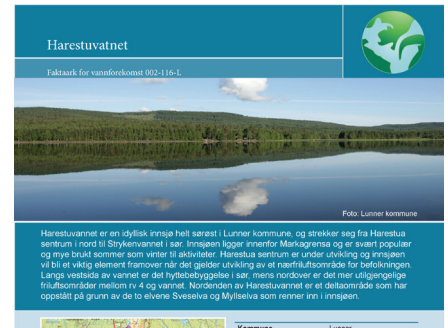 Harestuvatnet
Faktaark for vannforekomst 002-116-L
Foto: Lunner kommune
Harestuvannet er en idyllisk innsjø helt sørøst i Lunner kommune, og strekker seg fra Harestua
sentrum i nord til Strykenvannet i sør. Innsjøen ligger innenfor Markagrensa og er svært populær
og mye brukt sommer som vinter til aktiviteter. Harestua sentrum er under utvikling og innsjøen
vil bli et viktig element framover når det gjelder utvikling av et nærfriluftsområde for befolkningen.
Langs vestsida av vannet er det hyttebebyggelse i sør, mens nordover er det mer utilgjengelige
friluftsområder mellom rv 4 og vannet. Nordenden av Harestuvannet er et deltaområde som har
oppstått på grunn av de to elvene Sveselva og Myllselva som renner inn i innsjøen.
Kommune Lunner